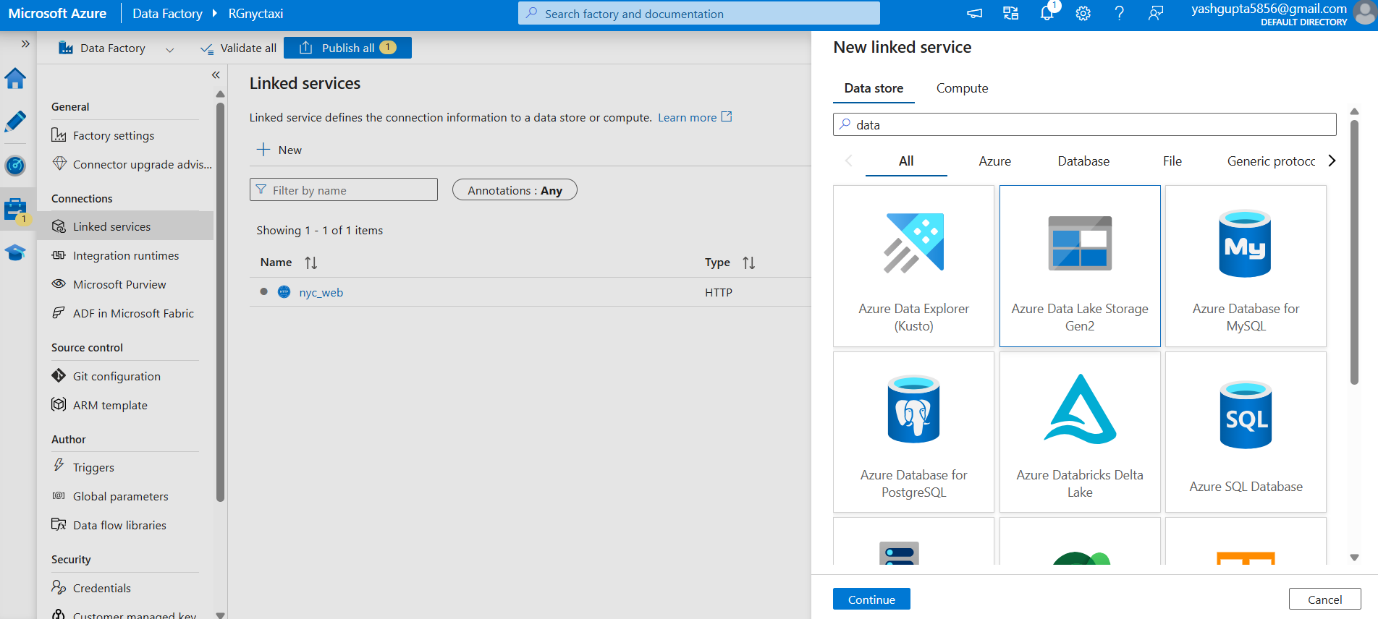 Microsoft Azure Data Factory RGnyctaxi Search factory and documentation 1 yashgupta5856@gmail.com
DEFAULT DIRECTORY
Data Factory Validate all Publish all 1
General
Factory settings
Connector upgrade advis...
Connections
Linked services
Integration runtimes
Microsoft Purview
ADF in Microsoft Fabric
Source control
Git configuration
ARM template
Author
Triggers
Global parameters
Data flow libraries
Security
Credentials
Customer managed key
1
Linked services
Linked service defines the connection information to a data store or compute. Learn more
New
Filter by name Annotations : Any
Showing 1 - 1 of 1 items
Name Type
nyc_web HTTP
New linked service
Data store Compute
data
All Azure Database File Generic protoc
Azure Data Explorer
(Kusto)
Azure Data Lake Storage
Gen2
My
Azure Database for
MySQL
Azure Database for
PostgreSQL
Azure Databricks Delta
Lake
SQL
Azure SQL Database
Continue Cancel